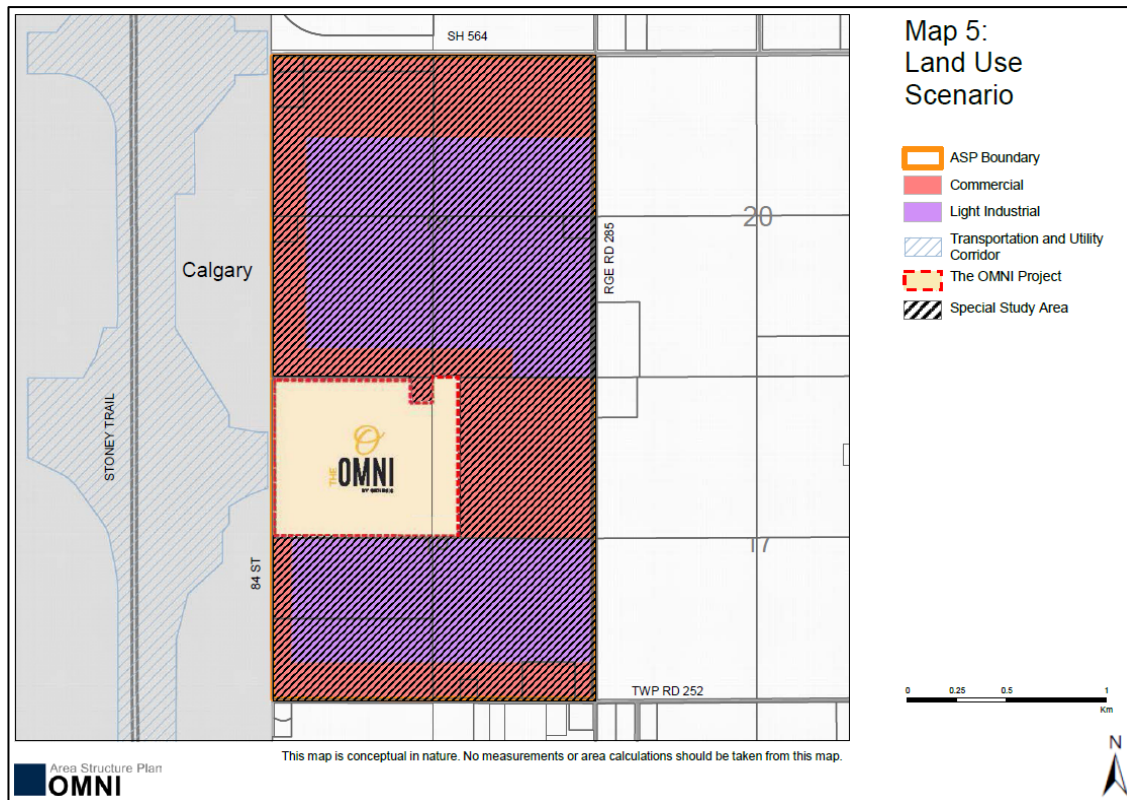 Map 5:
Land Use
Scenario
ASP Boundary
Commercial
Light Industrial
Transportation and Utility
Corridor
The OMNI Project
Special Study Area
SH 564
Calgary
20
RGE RD 285
STONEY TRAIL
THE
OMNI
17
84 ST
TWP RD 252
0 0.25 0.5 1
Km
This map is conceptual in nature. No measurements or area calculations should be taken from this map.
N
Area Structure Plan
OMNI